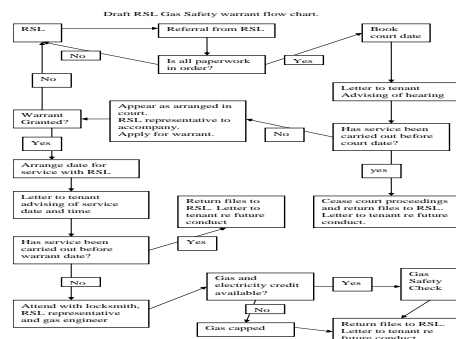 Draft RSL Gas Safety warrant flow chart.
RSL
Referral from RSL
Book
court date
No
Is all paperwork
in order?
Yes
No
Letter to tenant
Advising of hearing
Warrant
Granted?
Appear as arranged in
court.
RSL representative to
accompany.
Apply for warrant.
No
Has service been
carried out before
court date?
Yes
yes
Arrange date for
service with RSL
Letter to tenant
advising of service
date and time
Return files to
RSL. Letter to
tenant re future
conduct
Cease court proceedings
and return files to RSL.
Letter to tenant re future
conduct.
Has service been
carried out before
warrant date?
Yes
No
Gas and
electricity credit
available?
Yes
Gas
Safety
Check
Attend with locksmith,
RSL representative
and gas engineer
No
Gas capped
Return files to RSL.
Letter to tenant re
future conduct